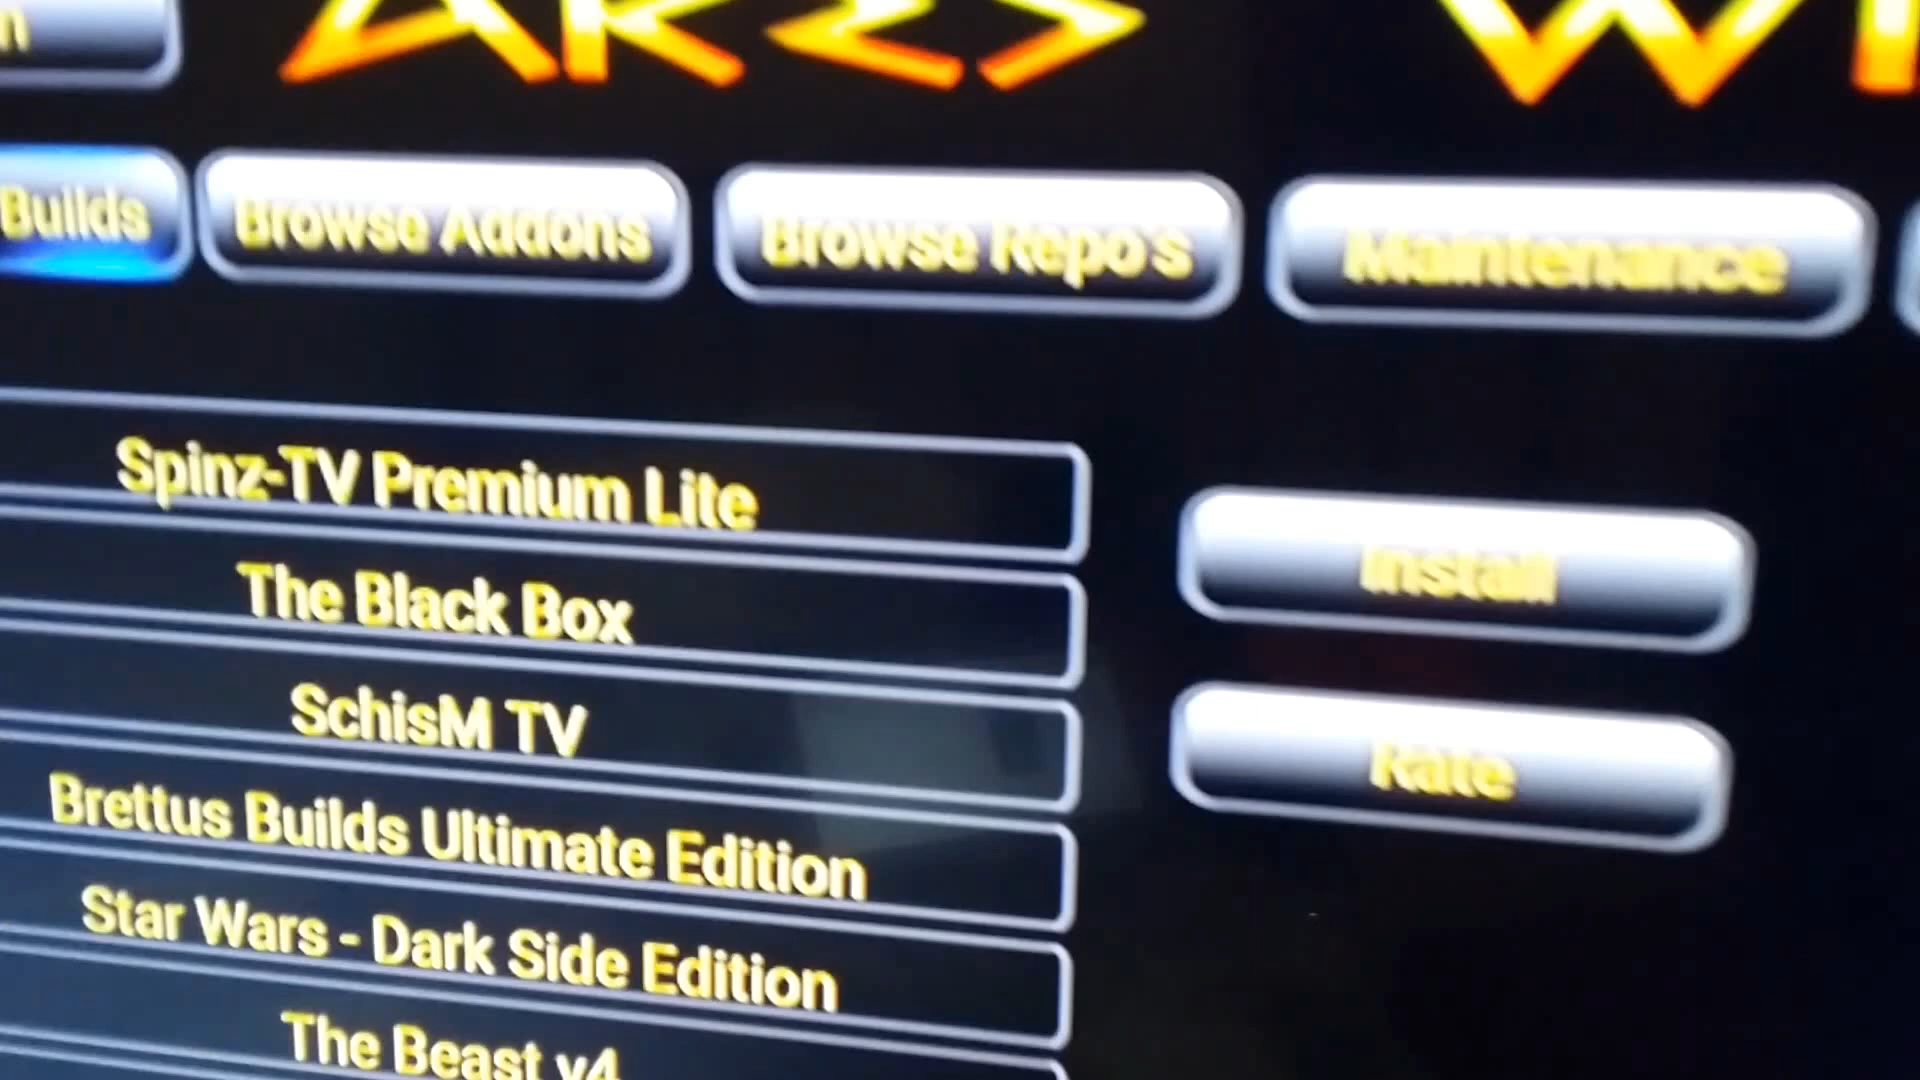 ARES
Builds
Browse Addons
Browse Repo's
Maintenance
Spinz-TV Premium Lite
The Black Box
SchisM TV
Brettus Builds Ultimate Edition
Star Wars - Dark Side Edition
The Beast v4
Install
Rate